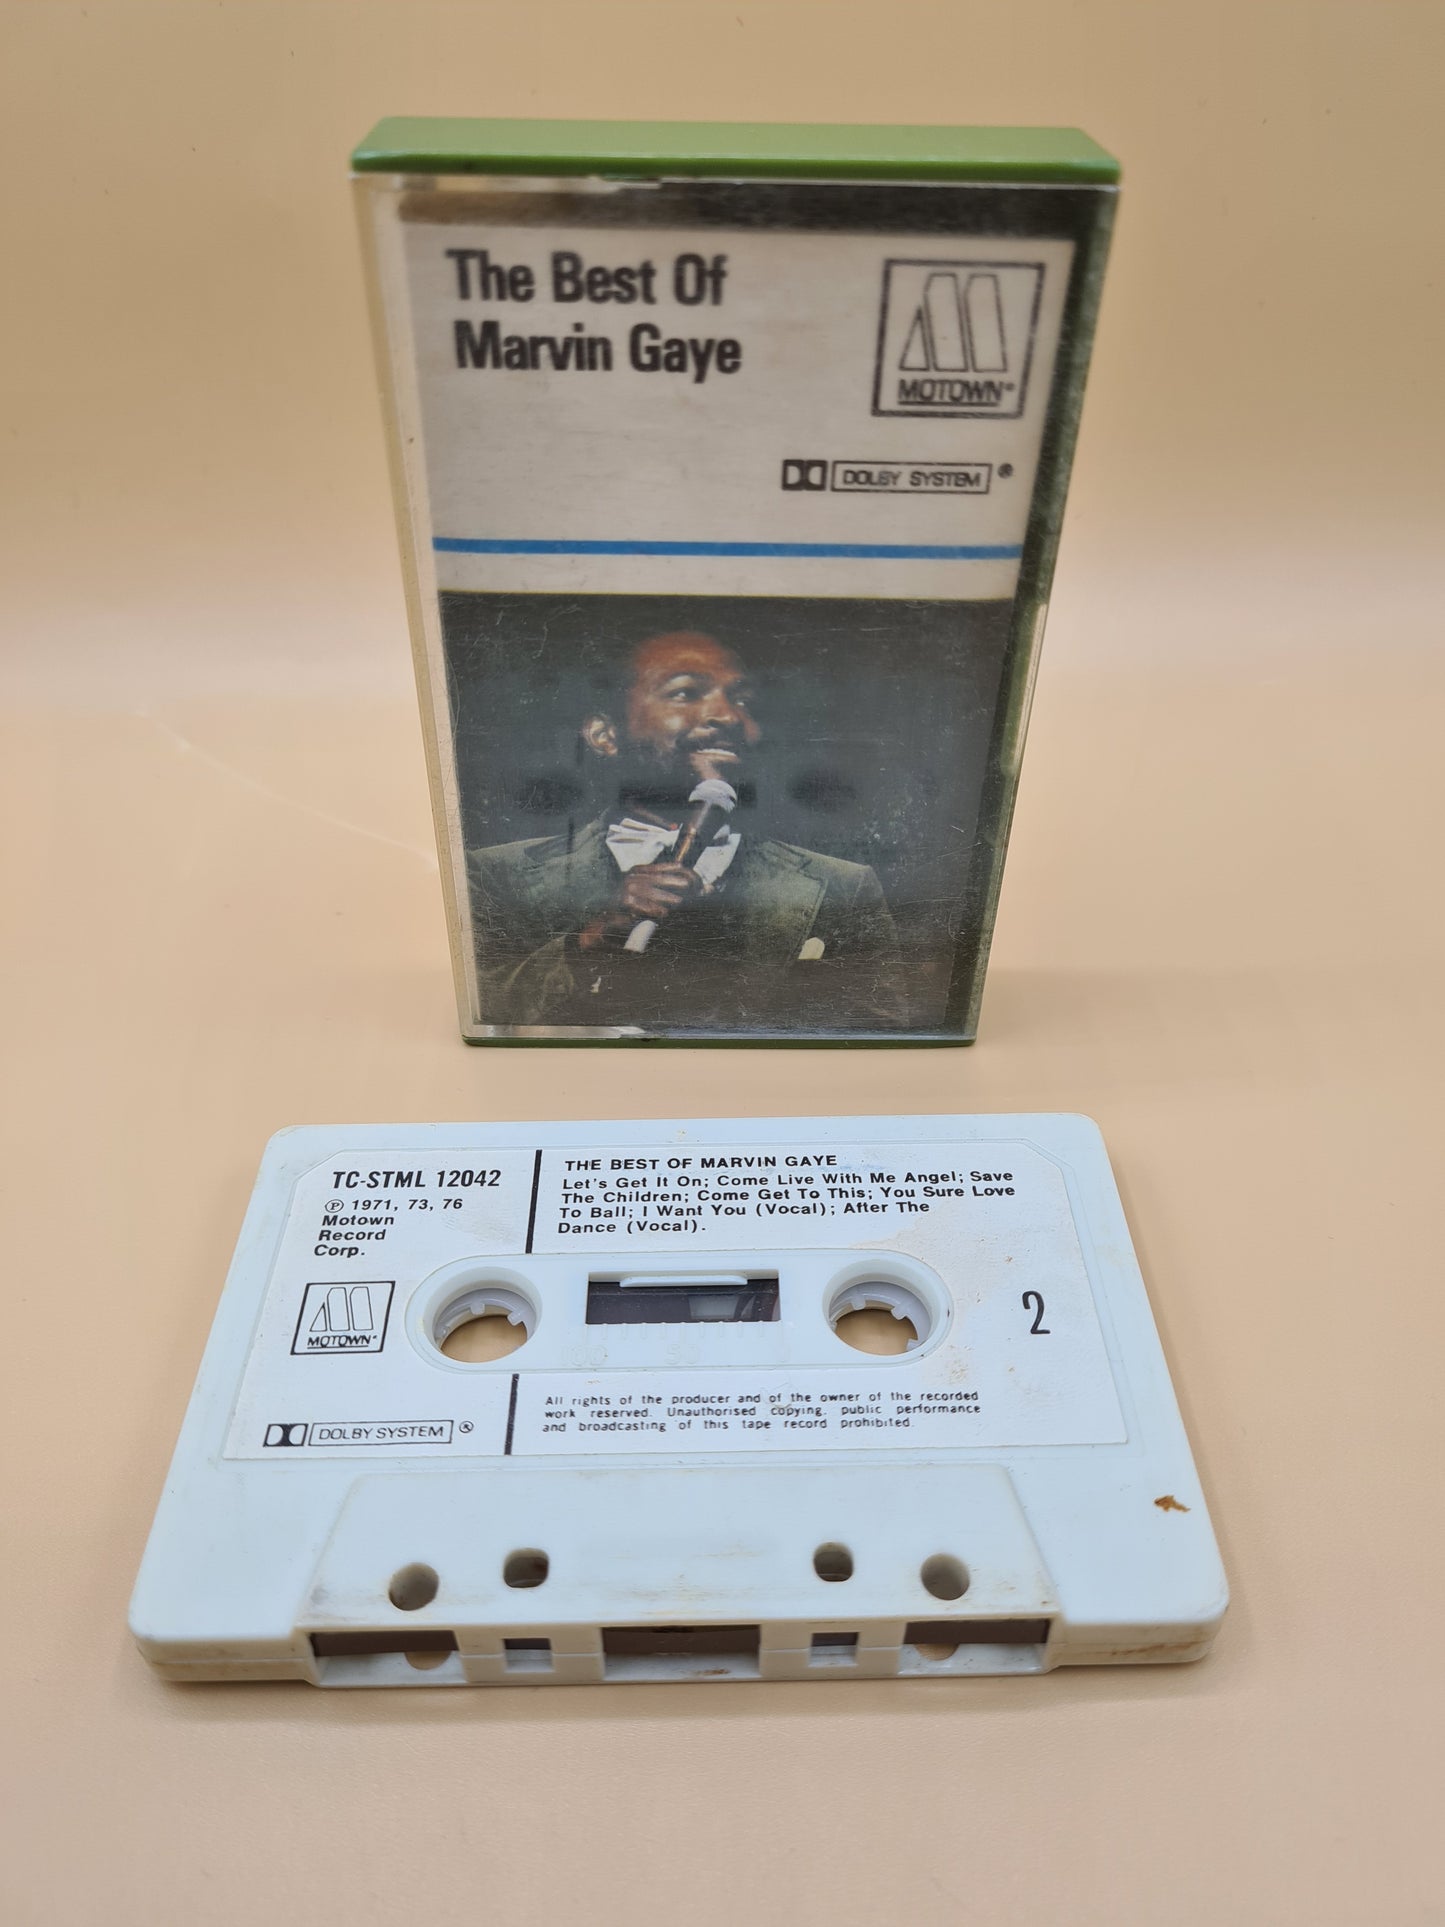 The Best Of
Marvin Gaye
MOTOWN®
DOLBY SYSTEM ®
TC-STML 12042
℗ 1971, 73, 76
Motown
Record
Corp.
MOTOWN®
DOLBY SYSTEM ®
THE BEST OF MARVIN GAYE
Let's Get It On; Come Live With Me Angel; Save
The Children; Come Get To This; You Sure Love
To Ball; I Want You (Vocal); After The
Dance (Vocal).
2
100 50 0
All rights of the producer and of the owner of the recorded
work reserved. Unauthorised copying, public performance
and broadcasting of this tape record prohibited.